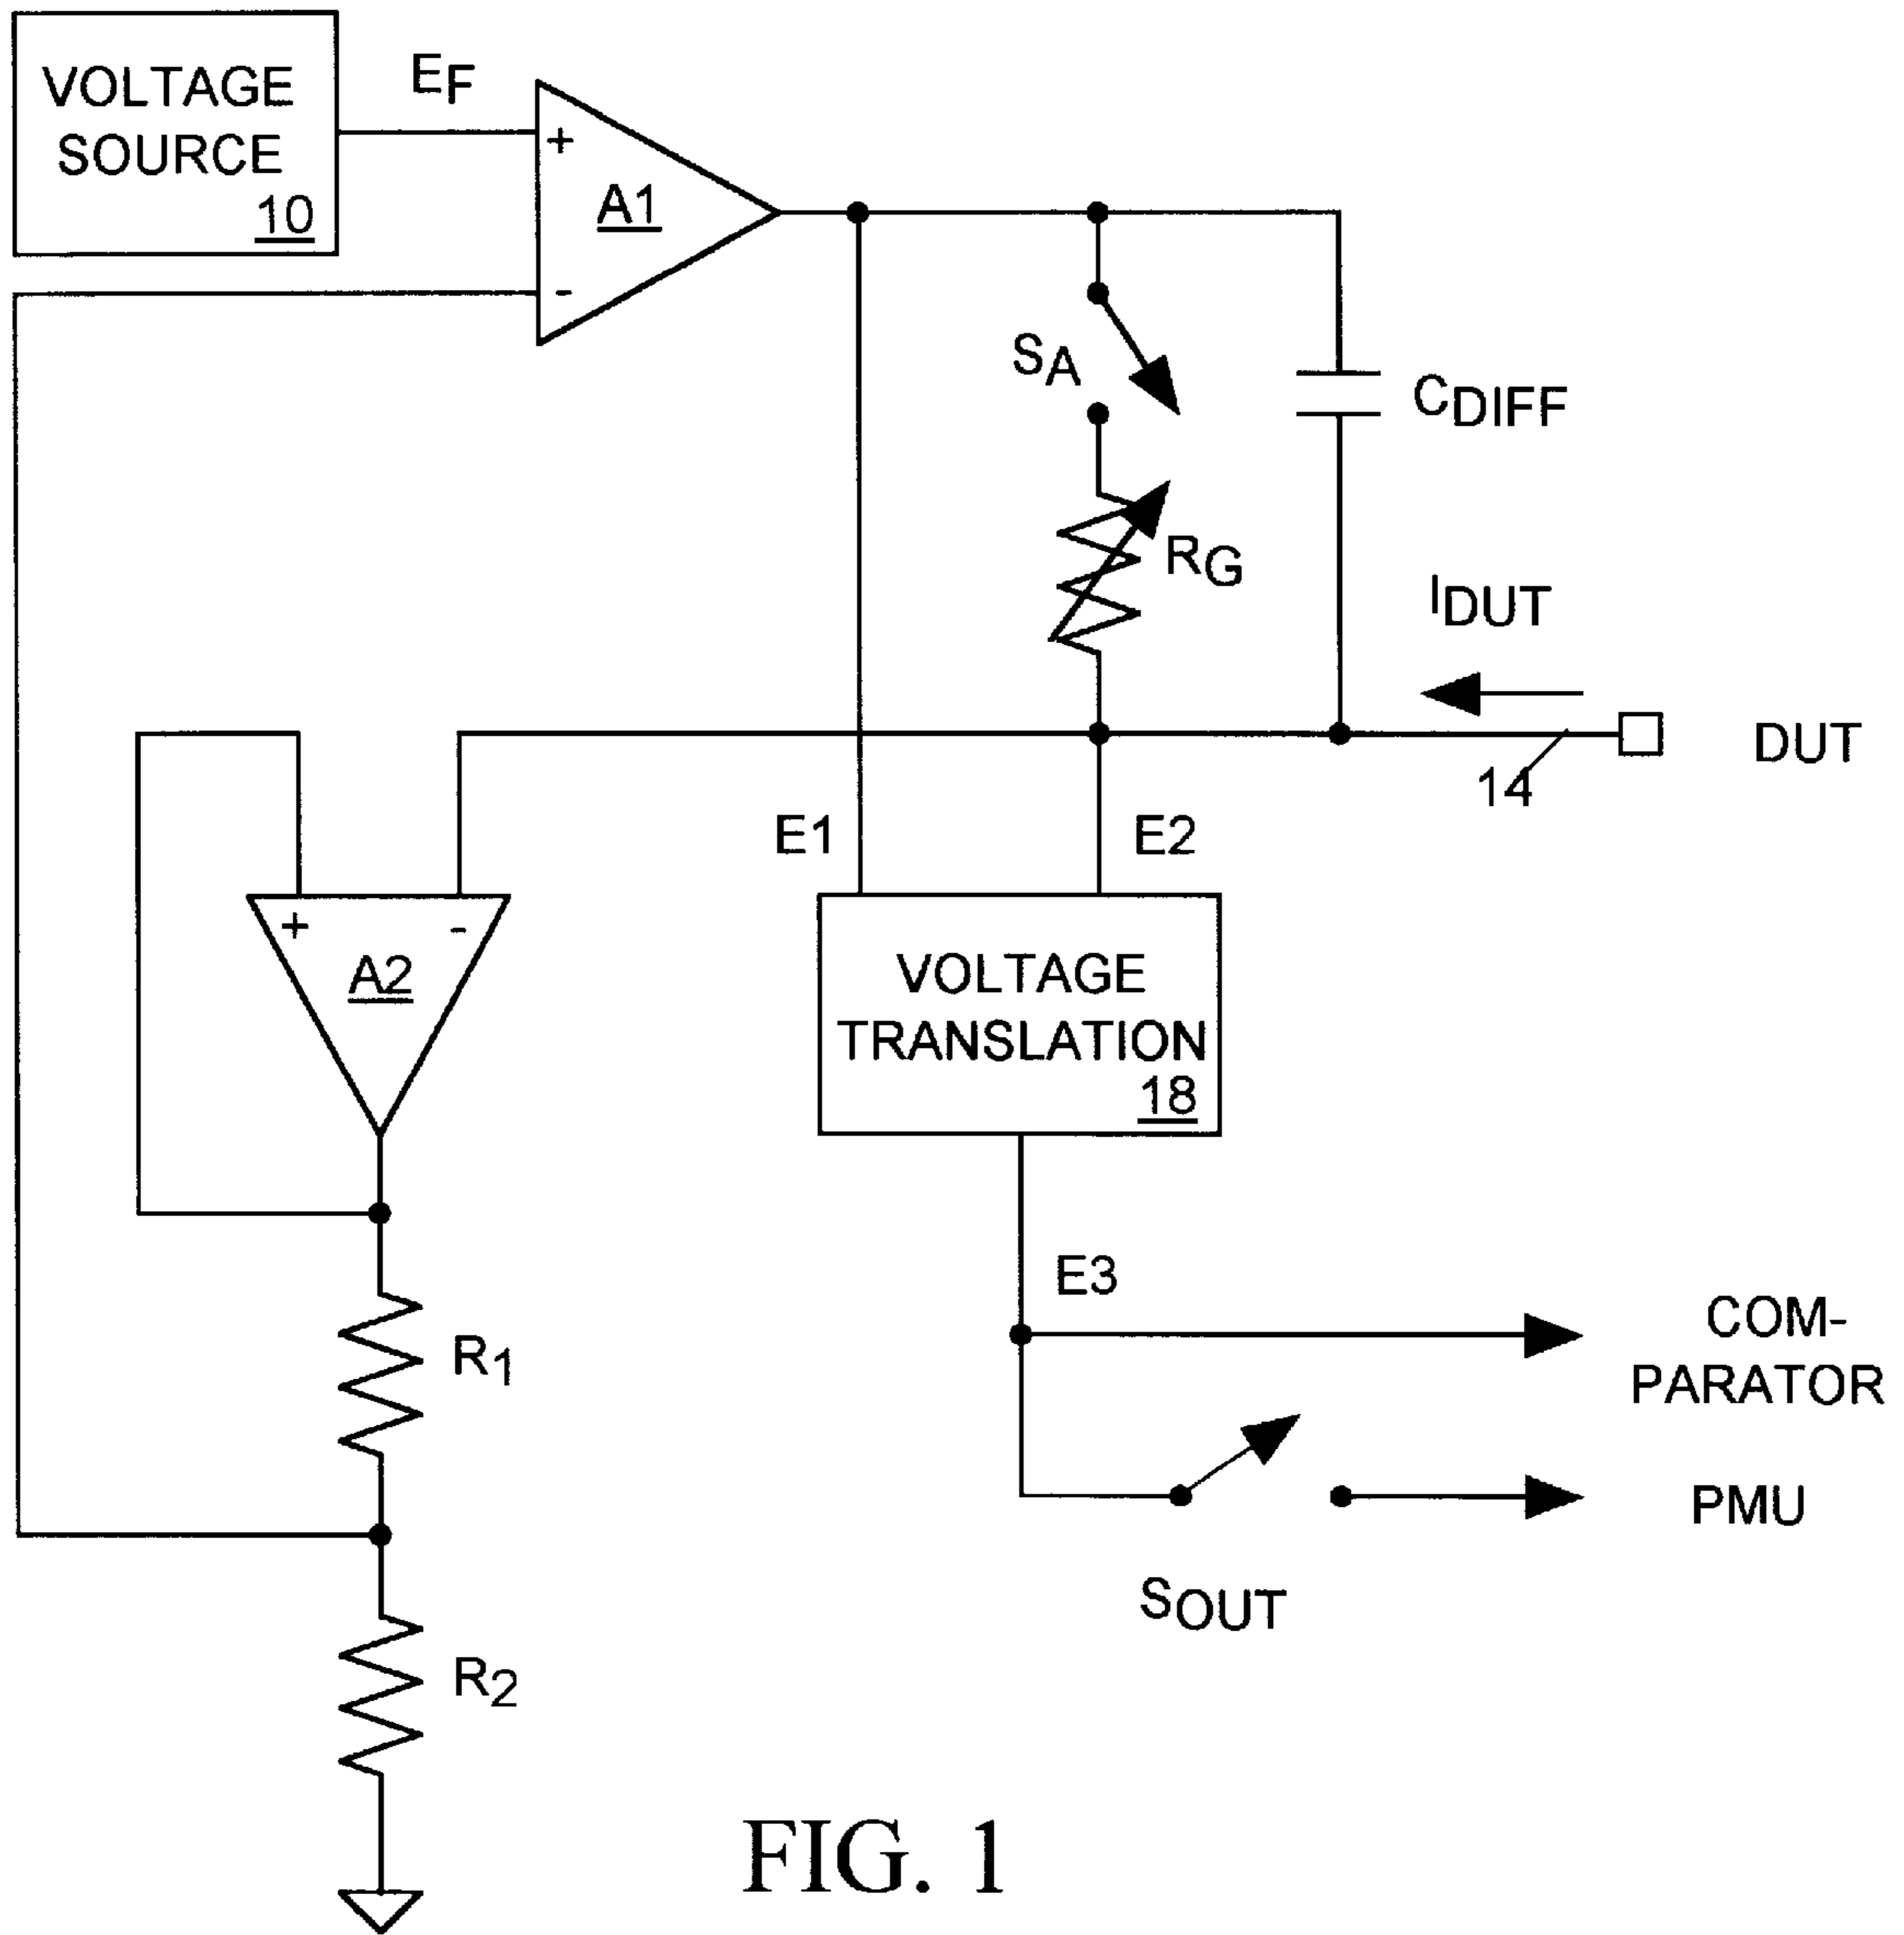 VOLTAGE
SOURCE
10
EF
+
A1
-
SA
CDIFF
RG
IDUT
DUT
14
E1
E2
+
-
A2
VOLTAGE
TRANSLATION
18
E3
COM-
PARATOR
R1
PMU
SOUT
R2
FIG. 1